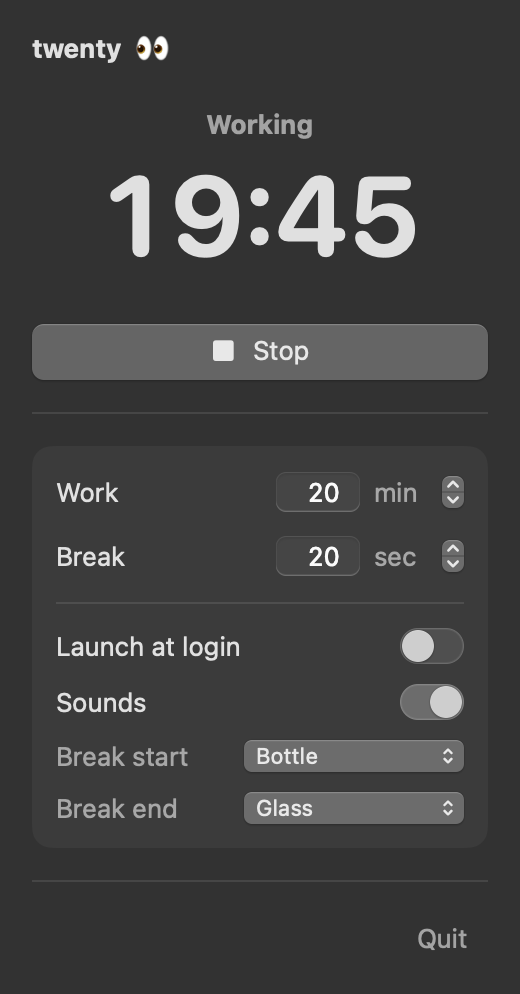 twenty 👀
Working
19:45
Stop
Work 20 min
Break 20 sec
Launch at login
Sounds
Break start Bottle
Break end Glass
Quit